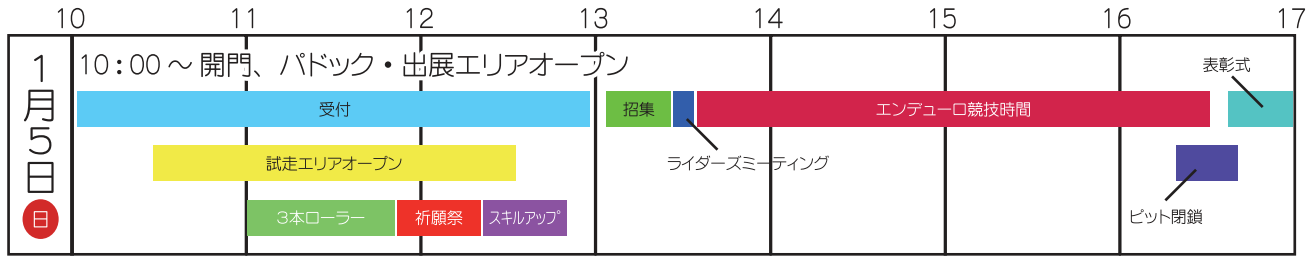 10 11 12 13 14 15 16 17
1月5日
日
10:00～開門、パドック・出展エリアオープン
表彰式
受付
招集
エンデューロ競技時間
ライダーズミーティング
試走エリアオープン
ピット閉鎖
3本ローラー
祈願祭
スキルアップ